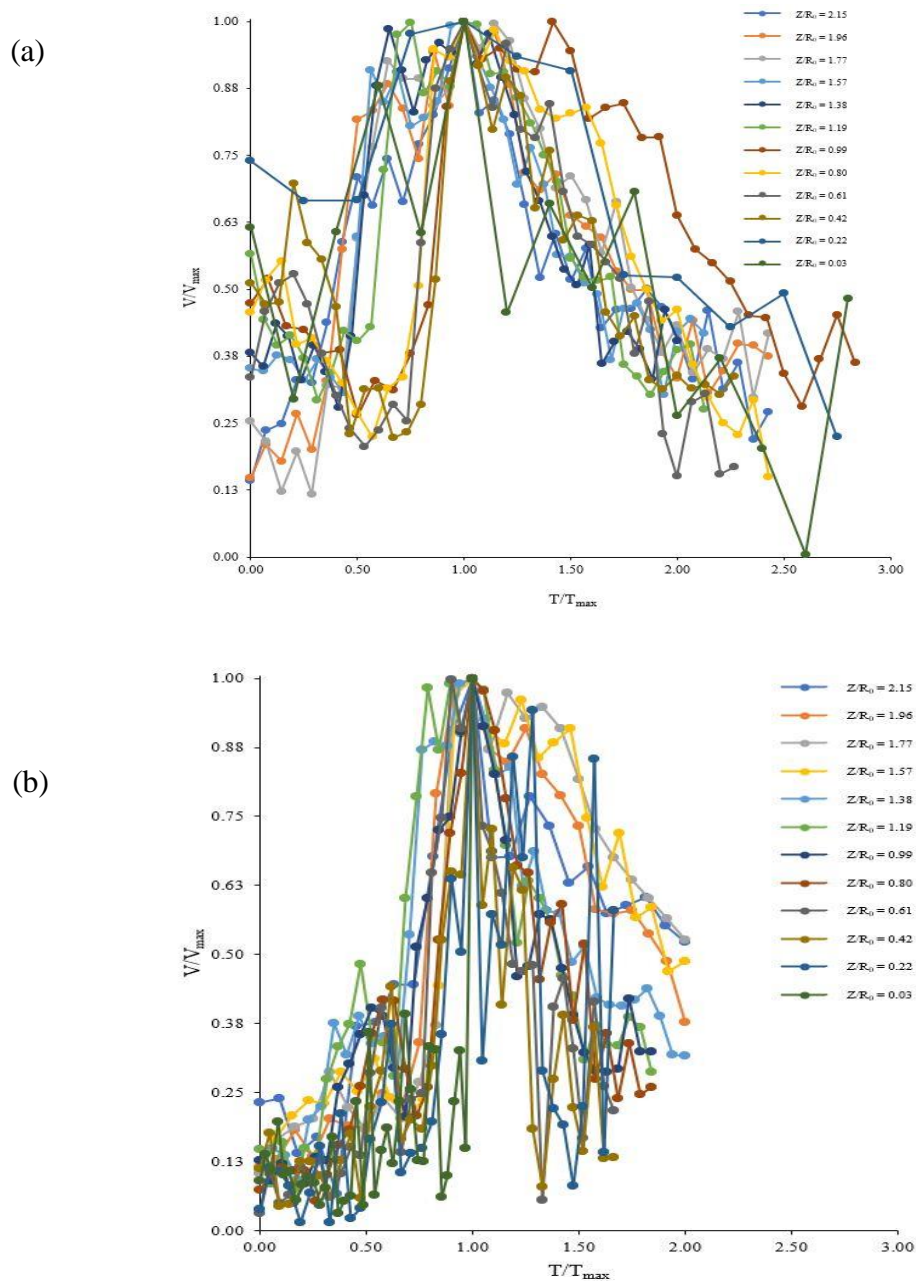 (a)
1.00
0.88
0.75
0.63
0.50
0.38
0.25
0.13
0.00
V/Vmax
0.00 0.50 1.00 1.50 2.00 2.50 3.00
T/Tmax
Z/R₀ = 2.15
Z/R₀ = 1.96
Z/R₀ = 1.77
Z/R₀ = 1.57
Z/R₀ = 1.38
Z/R₀ = 1.19
Z/R₀ = 0.99
Z/R₀ = 0.80
Z/R₀ = 0.61
Z/R₀ = 0.42
Z/R₀ = 0.22
Z/R₀ = 0.03
(b)
1.00
0.88
0.75
0.63
0.50
0.38
0.25
0.13
0.00
V/Vmax
0.00 0.50 1.00 1.50 2.00 2.50
T/Tmax
Z/R₀ = 2.15
Z/R₀ = 1.96
Z/R₀ = 1.77
Z/R₀ = 1.57
Z/R₀ = 1.38
Z/R₀ = 1.19
Z/R₀ = 0.99
Z/R₀ = 0.80
Z/R₀ = 0.61
Z/R₀ = 0.42
Z/R₀ = 0.22
Z/R₀ = 0.03